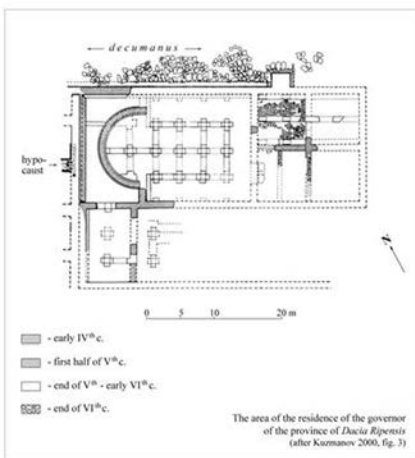 decumanus
hypo-
caust
N
0 5 10 20 m
- early IVth c.
- first half of Vth c.
- end of Vth - early VIth c.
- end of VIth c.
The area of the residence of the governor
of the province of Dacia Ripensis
(after Kuzmanov 2000, fig. 3)